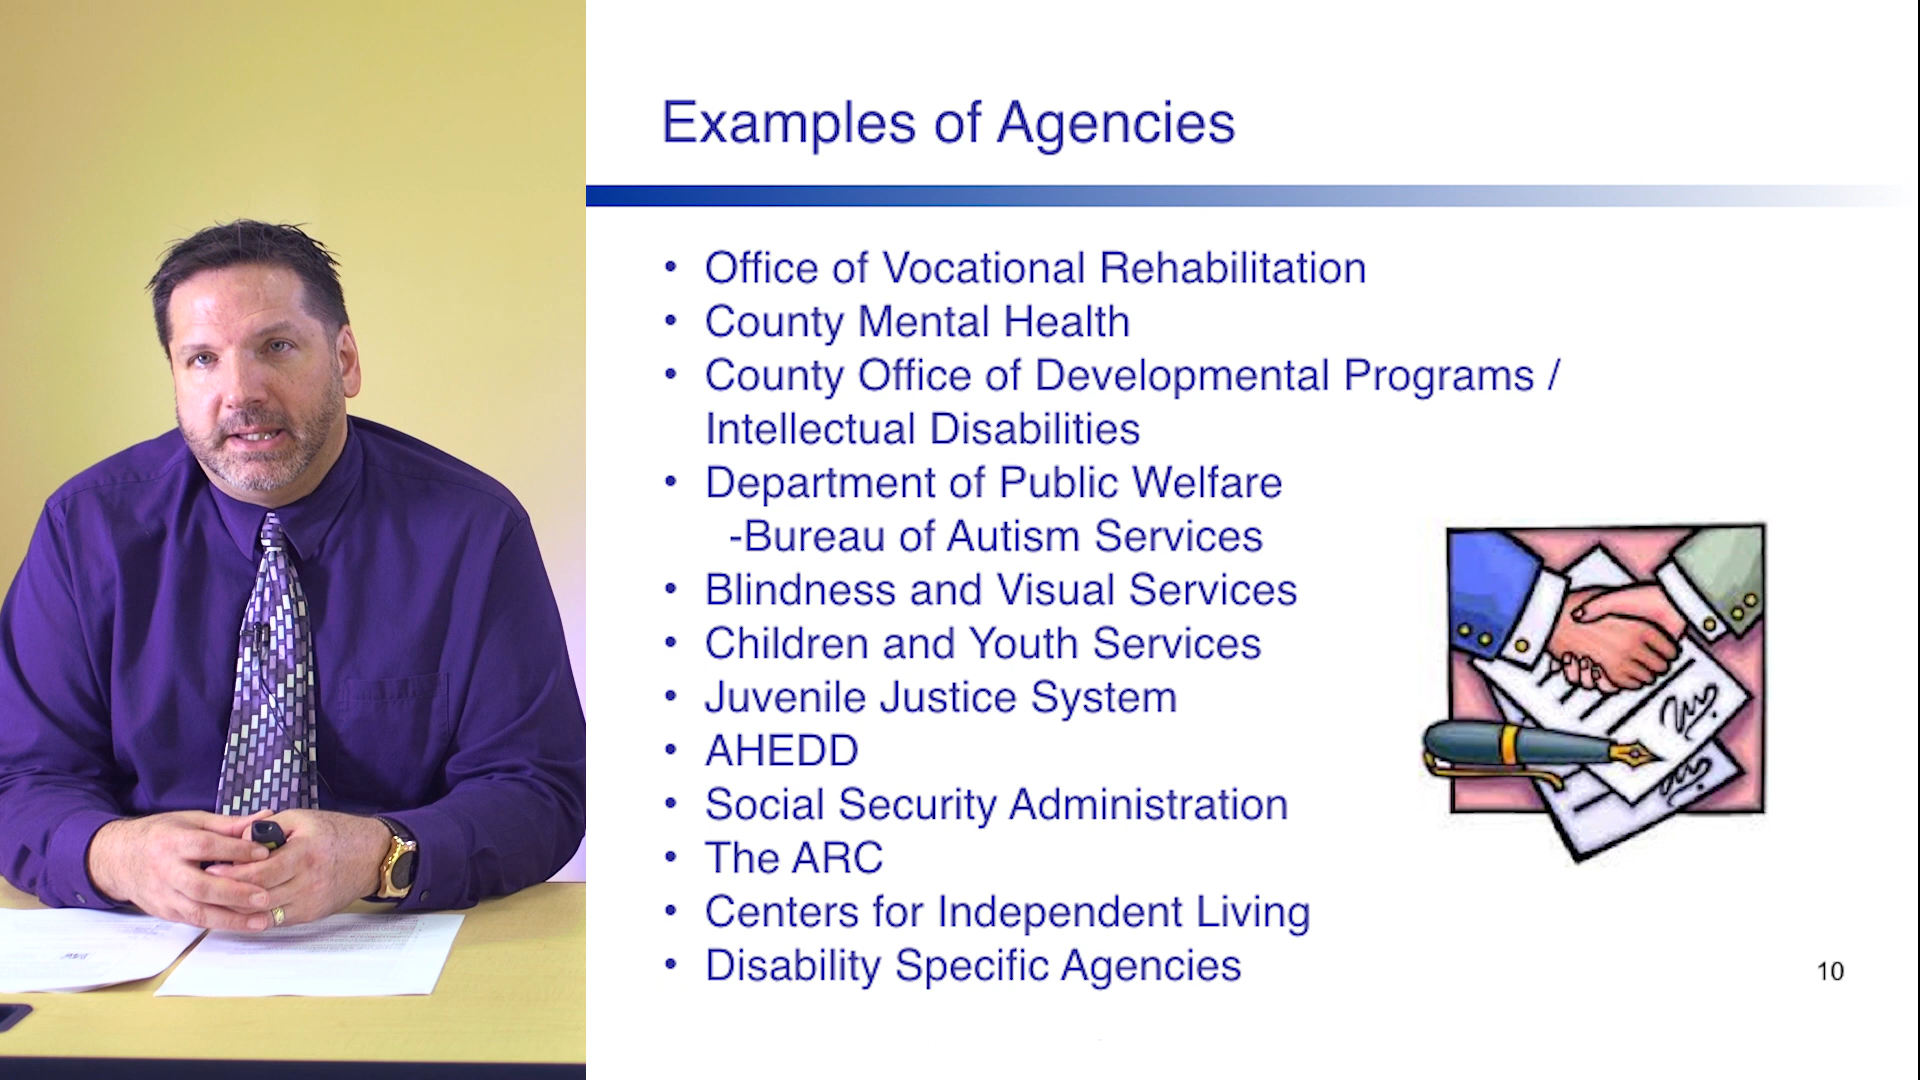 Examples of Agencies
• Office of Vocational Rehabilitation
• County Mental Health
• County Office of Developmental Programs /
Intellectual Disabilities
• Department of Public Welfare
-Bureau of Autism Services
• Blindness and Visual Services
• Children and Youth Services
• Juvenile Justice System
• AHEDD
• Social Security Administration
• The ARC
• Centers for Independent Living
• Disability Specific Agencies
10